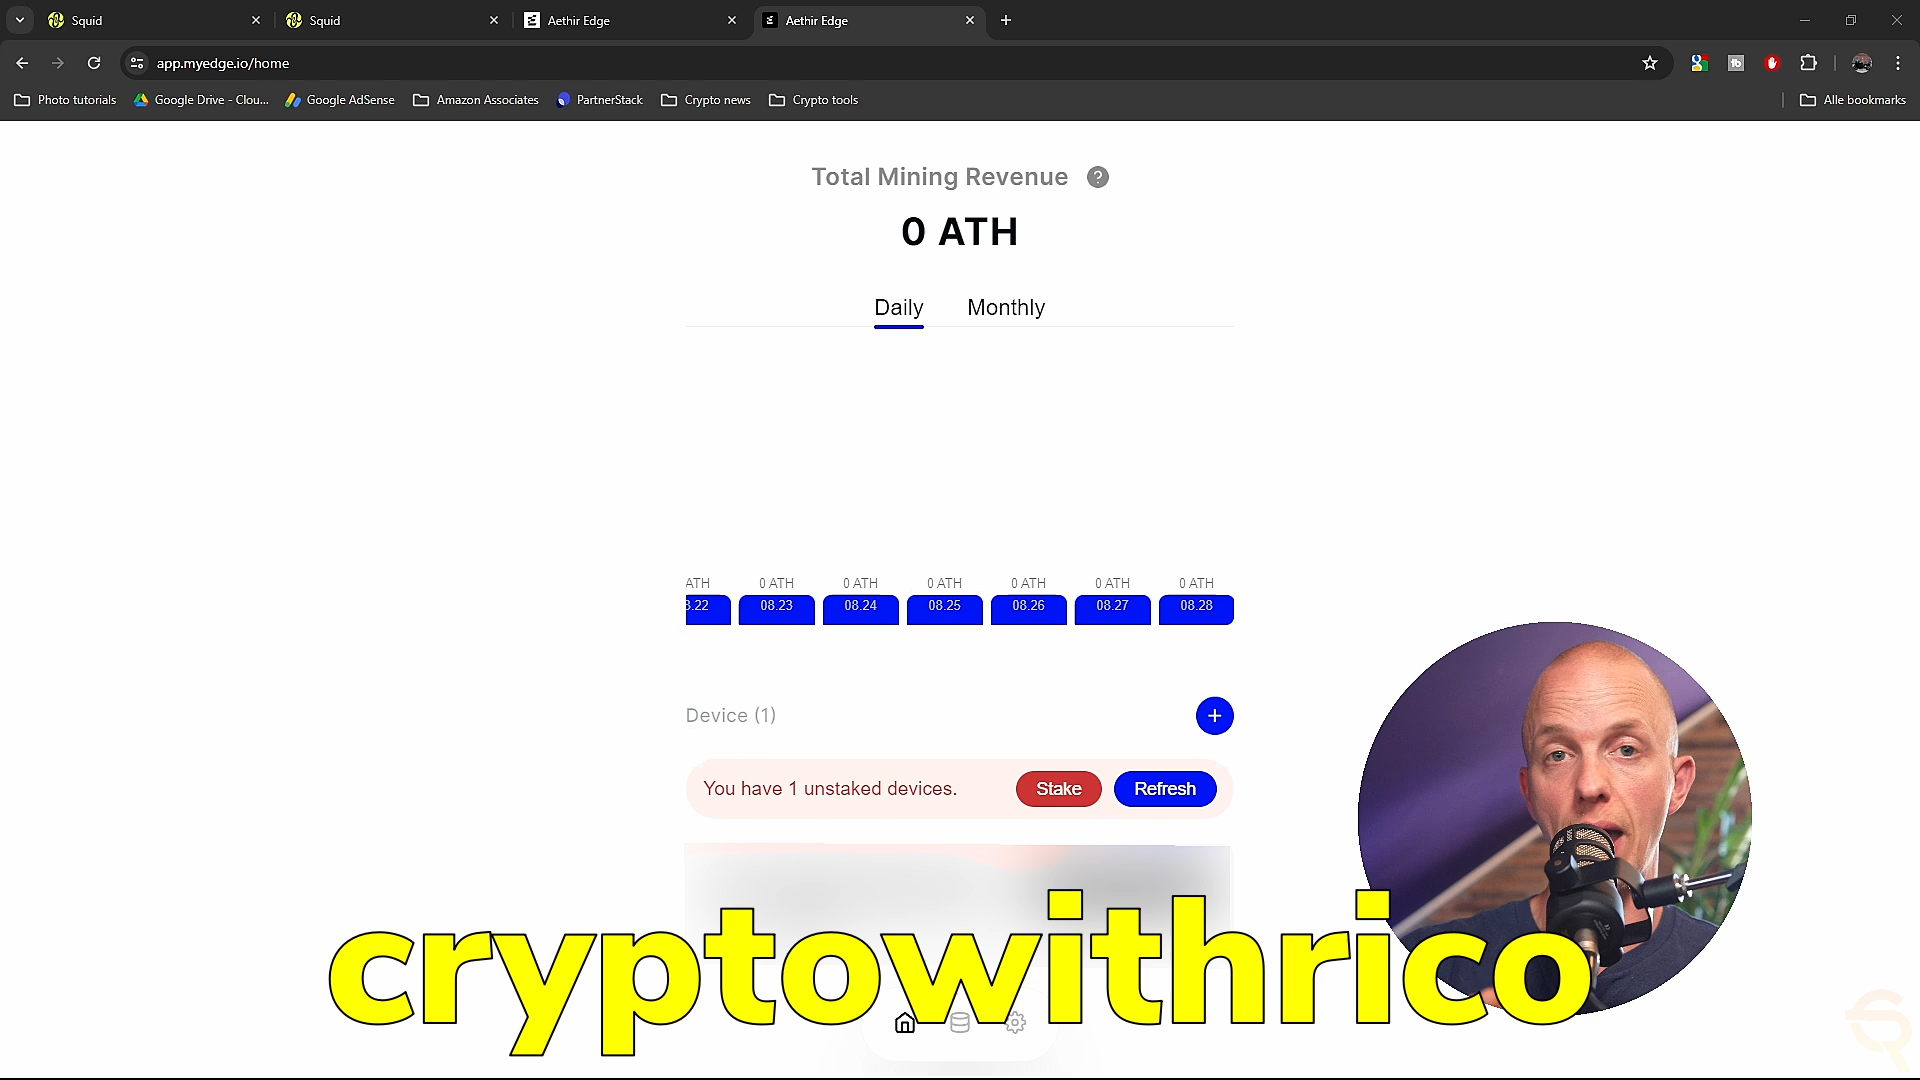 Squid
Squid
Aethir Edge
Aethir Edge
app.myedge.io/home
Photo tutorials
Google Drive - Clou...
Google AdSense
Amazon Associates
PartnerStack
Crypto news
Crypto tools
Alle bookmarks
Total Mining Revenue ?
0 ATH
Daily Monthly
ATH 0 ATH 0 ATH 0 ATH 0 ATH 0 ATH 0 ATH
3.22 08.23 08.24 08.25 08.26 08.27 08.28
Device (1)
You have 1 unstaked devices. Stake Refresh
cryptowithrico